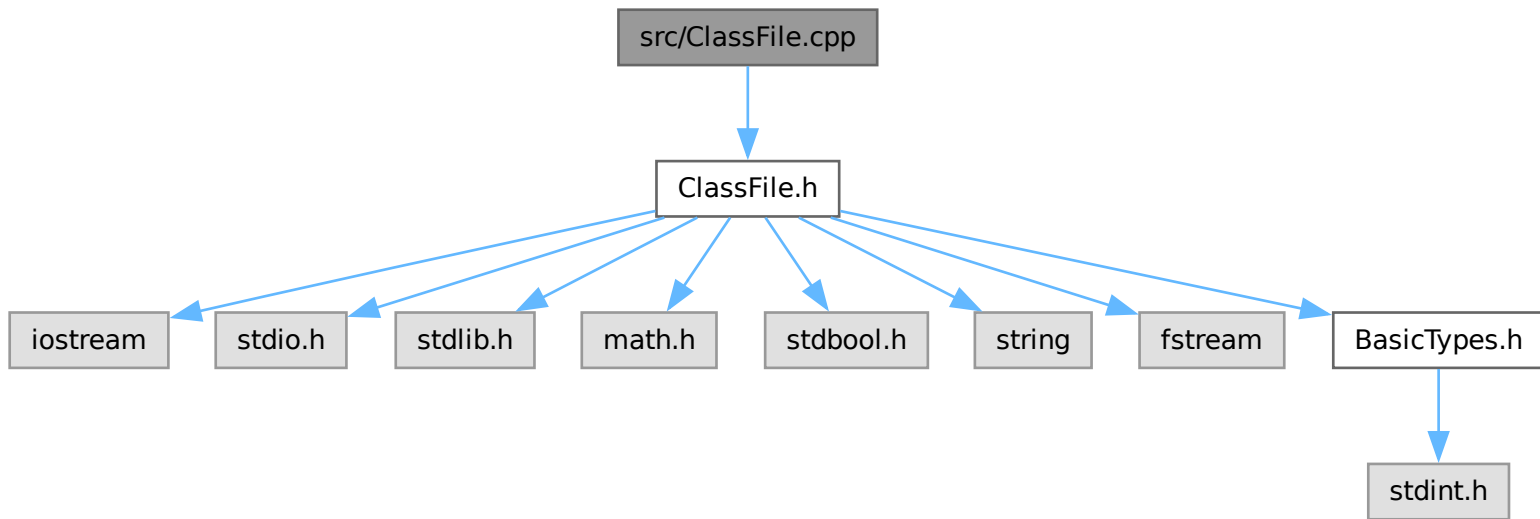 src/ClassFile.cpp
ClassFile.h
iostream
stdio.h
stdlib.h
math.h
stdbool.h
string
fstream
BasicTypes.h
stdint.h